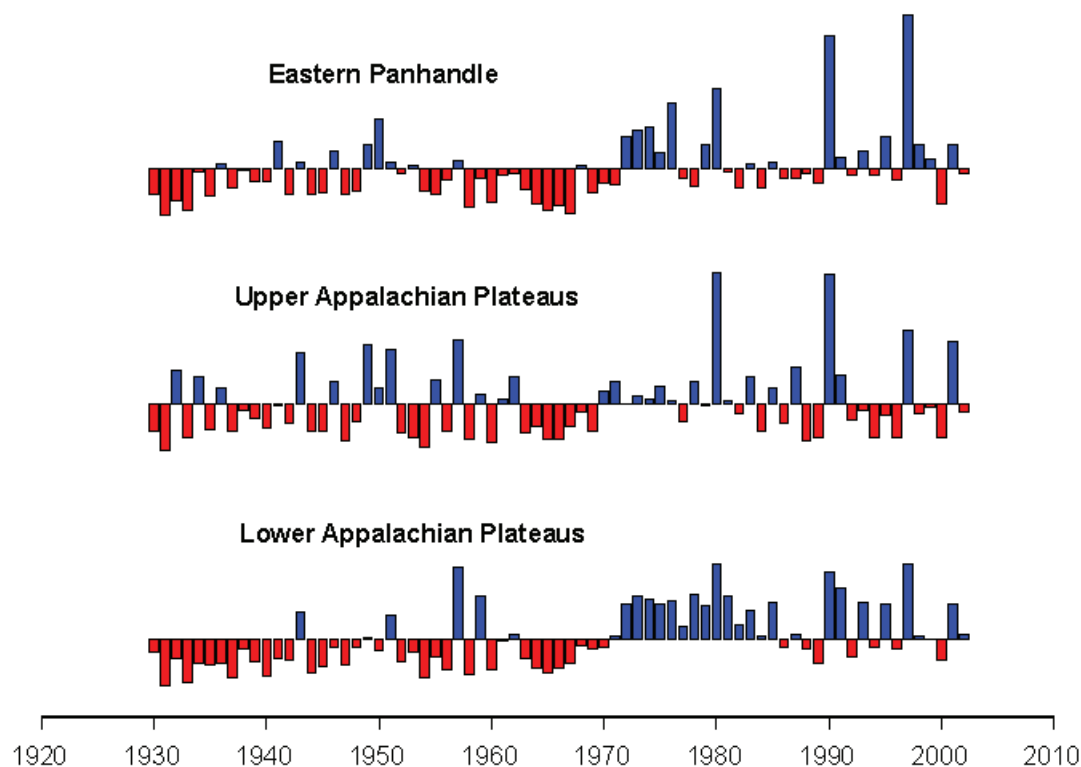 Eastern Panhandle
Upper Appalachian Plateaus
Lower Appalachian Plateaus
1920 1930 1940 1950 1960 1970 1980 1990 2000 2010